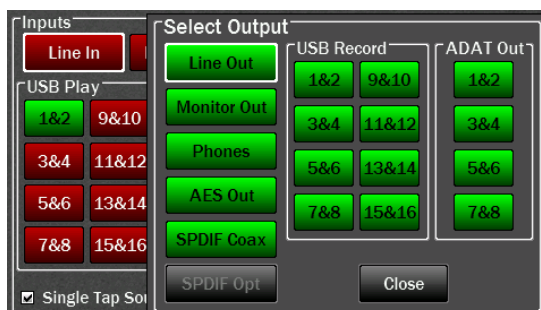 Inputs
Line In
USB Play
1&2 9&10
3&4 11&12
5&6 13&14
7&8 15&16
Single Tap
Select Output
Line Out
Monitor Out
Phones
AES Out
SPDIF Coax
SPDIF Opt
USB Record
1&2 9&10
3&4 11&12
5&6 13&14
7&8 15&16
ADAT Out
1&2
3&4
5&6
7&8
Close